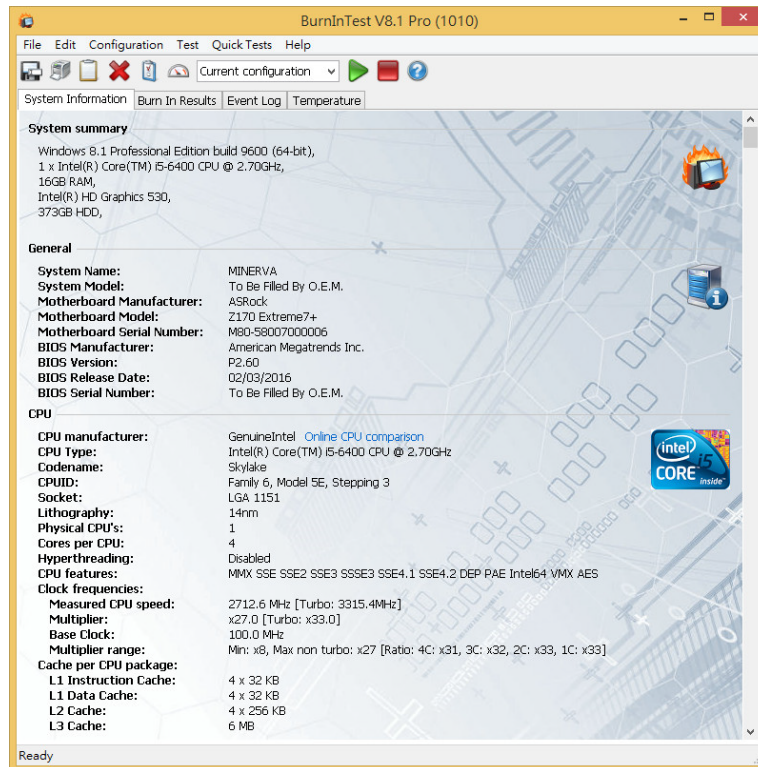 BurnInTest V8.1 Pro (1010)
File Edit Configuration Test Quick Tests Help
Current configuration
System Information Burn In Results Event Log Temperature
System summary
Windows 8.1 Professional Edition build 9600 (64-bit),
1 x Intel(R) Core(TM) i5-6400 CPU @ 2.70GHz,
16GB RAM,
Intel(R) HD Graphics 530,
373GB HDD,
General
System Name: MINERVA
System Model: To Be Filled By O.E.M.
Motherboard Manufacturer: ASRock
Motherboard Model: Z170 Extreme7+
Motherboard Serial Number: M80-58007000006
BIOS Manufacturer: American Megatrends Inc.
BIOS Version: P2.60
BIOS Release Date: 02/03/2016
BIOS Serial Number: To Be Filled By O.E.M.
CPU
CPU manufacturer: GenuineIntel Online CPU comparison
CPU Type: Intel(R) Core(TM) i5-6400 CPU @ 2.70GHz
Codename: Skylake
CPUID: Family 6, Model 5E, Stepping 3
Socket: LGA 1151
Lithography: 14nm
Physical CPU's: 1
Cores per CPU: 4
Hyperthreading: Disabled
CPU features: MMX SSE SSE2 SSE3 SSSE3 SSE4.1 SSE4.2 DEP PAE Intel64 VMX AES
Clock frequencies:
Measured CPU speed: 2712.6 MHz [Turbo: 3315.4MHz]
Multiplier: x27.0 [Turbo: x33.0]
Base Clock: 100.0 MHz
Multiplier range: Min: x8, Max non turbo: x27 [Ratio: 4C: x31, 3C: x32, 2C: x33, 1C: x33]
Cache per CPU package:
L1 Instruction Cache: 4 x 32 KB
L1 Data Cache: 4 x 32 KB
L2 Cache: 4 x 256 KB
L3 Cache: 6 MB
intel
CORE i5
inside
Ready